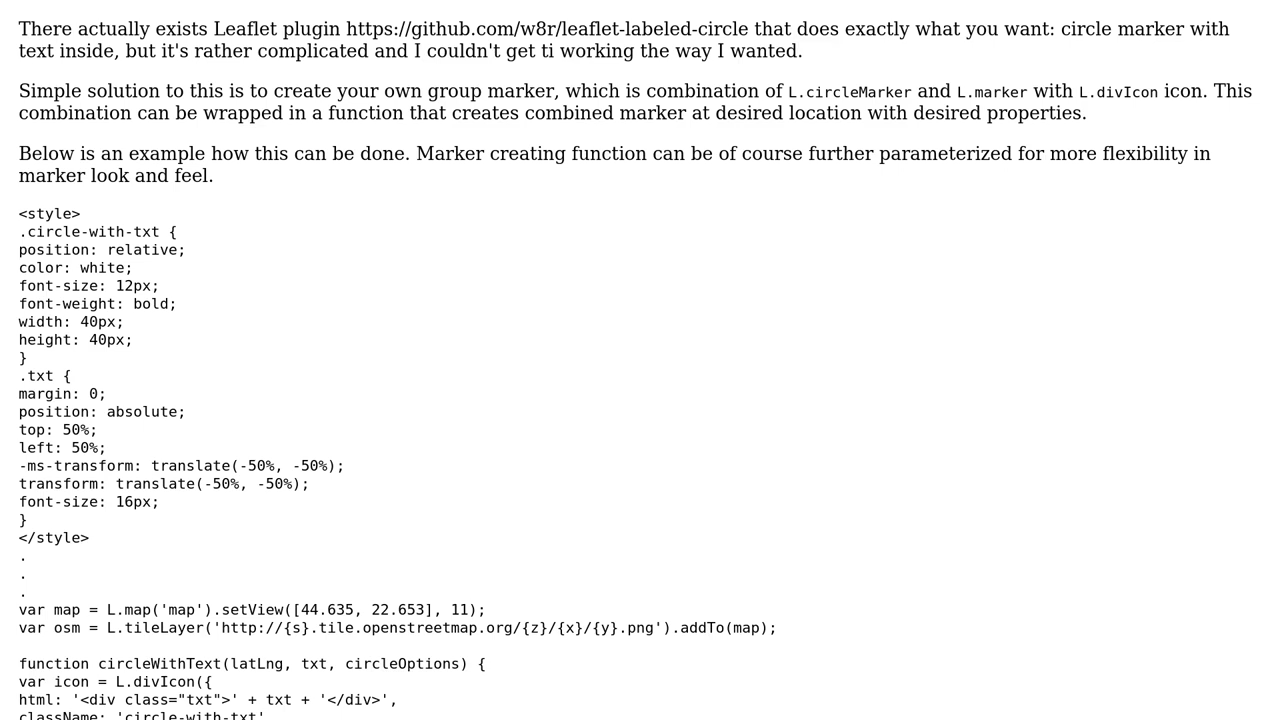 There actually exists Leaflet plugin https://github.com/w8r/leaflet-labeled-circle that does exactly what you want: circle marker with
text inside, but it's rather complicated and I couldn't get ti working the way I wanted.
Simple solution to this is to create your own group marker, which is combination of L.circleMarker and L.marker with L.divIcon icon. This
combination can be wrapped in a function that creates combined marker at desired location with desired properties.
Below is an example how this can be done. Marker creating function can be of course further parameterized for more flexibility in
marker look and feel.
<style>
.circle-with-txt {
position: relative;
color: white;
font-size: 12px;
font-weight: bold;
width: 40px;
height: 40px;
}
.txt {
margin: 0;
position: absolute;
top: 50%;
left: 50%;
-ms-transform: translate(-50%, -50%);
transform: translate(-50%, -50%);
font-size: 16px;
}
</style>
.
.
.
var map = L.map('map').setView([44.635, 22.653], 11);
var osm = L.tileLayer('http://{s}.tile.openstreetmap.org/{z}/{x}/{y}.png').addTo(map);
function circleWithText(latLng, txt, circleOptions) {
var icon = L.divIcon({
html: '<div class="txt">' + txt + '</div>',
className: 'circle-with-txt'